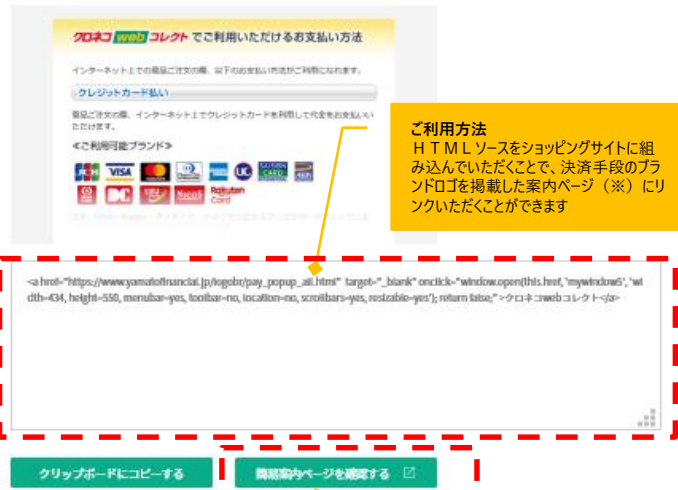 クロネコ web コレクト でご利用いただけるお支払い方法
インターネット上での商品ご注文の際、以下のお支払い方法がご利用になれます。
クレジットカード払い
商品ご注文の際、インターネット上でクレジットカードを利用して代金をお支払いい
ただけます。
≪ご利用可能ブランド≫
JCB VISA UC
DC NICOS Rakuten Card
ご利用方法
HTMLソースをショッピングサイトに組
み込んでいただくことで、決済手段のブラ
ンドロゴを掲載した案内ページ(※)にリ
ンクいただくことができます
<a href="https://www.yamatofinancial.jp/logobr/pay_popup_all.html" target="_blank" onclick="window.open(this.href, 'mywindow6', 'wi
dth=434, height=550, menubar=yes, toolbar=no, location=no, scrollbars=yes, resizable=yes'); return false;">クロネコwebコレクト</a>
クリップボードにコピーする
簡易案内ページを確認する